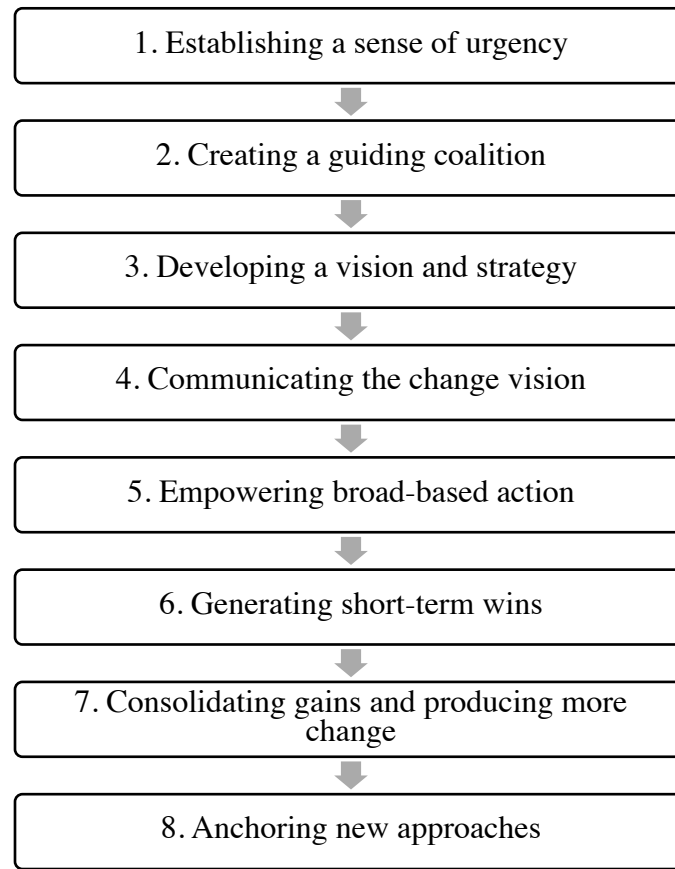 1. Establishing a sense of urgency
2. Creating a guiding coalition
3. Developing a vision and strategy
4. Communicating the change vision
5. Empowering broad-based action
6. Generating short-term wins
7. Consolidating gains and producing more
change
8. Anchoring new approaches